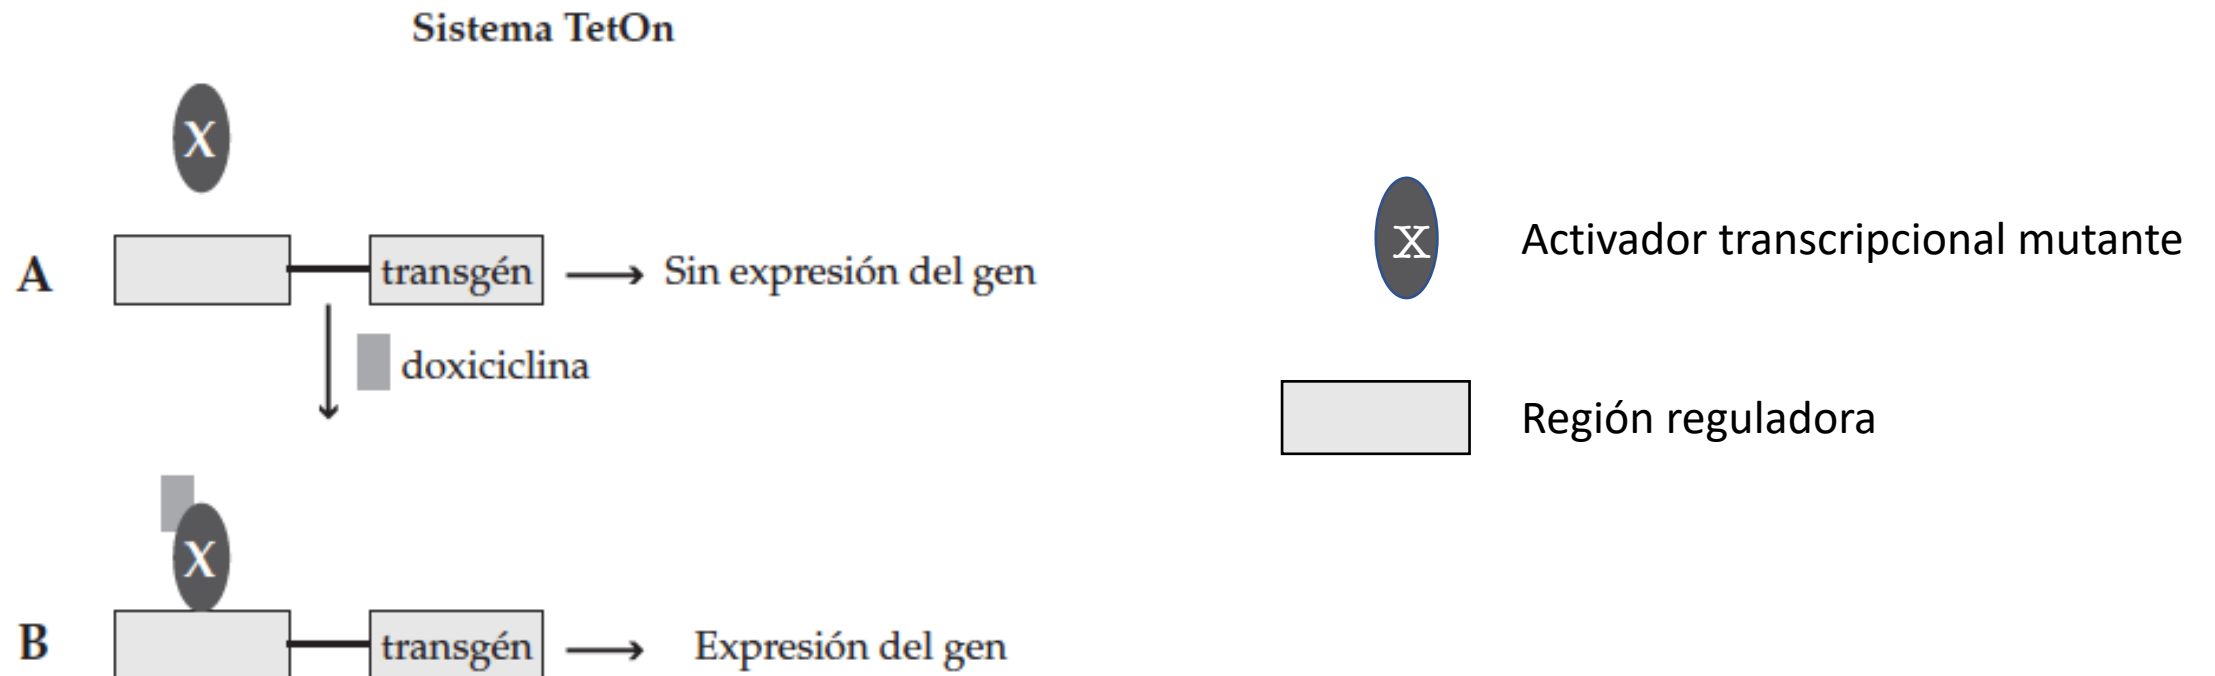 Sistema TetOn
X
A
transgén
Sin expresión del gen
doxiciclina
X
B
transgén
Expresión del gen
X
Activador transcripcional mutante
Región reguladora